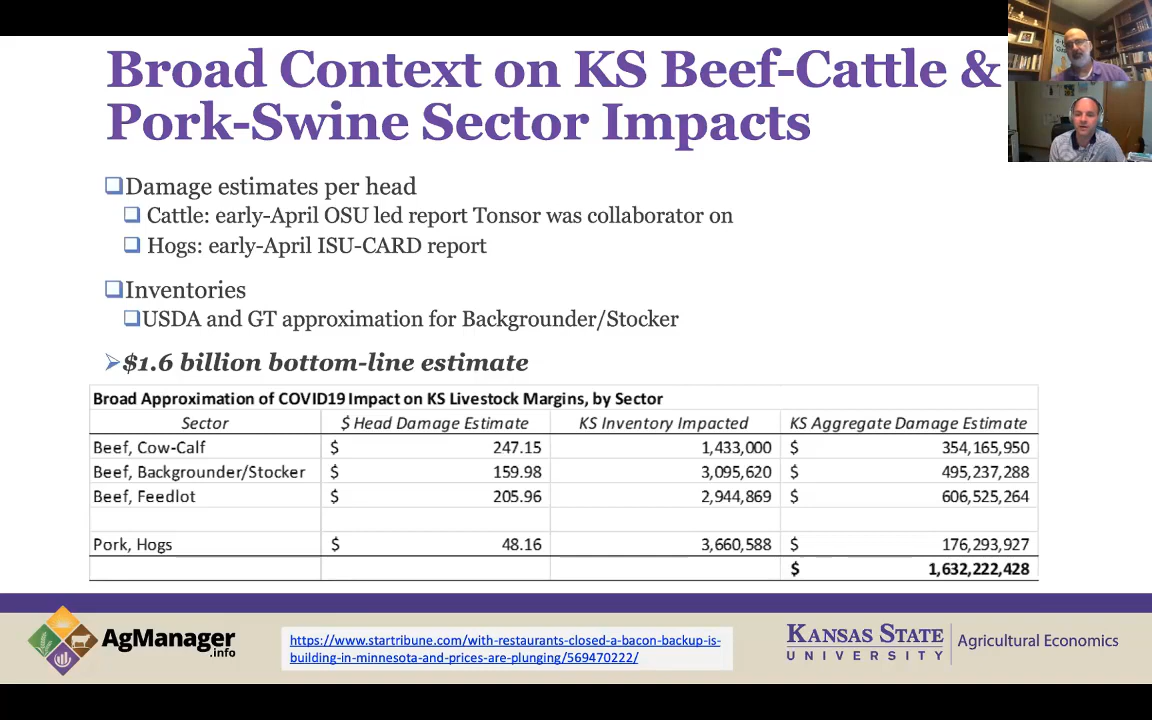 Broad Context on KS Beef-Cattle &
Pork-Swine Sector Impacts
Damage estimates per head
Cattle: early-April OSU led report Tonsor was collaborator on
Hogs: early-April ISU-CARD report
Inventories
USDA and GT approximation for Backgrounder/Stocker
$1.6 billion bottom-line estimate
Broad Approximation of COVID19 Impact on KS Livestock Margins, by Sector
Sector $ Head Damage Estimate KS Inventory Impacted KS Aggregate Damage Estimate
Beef, Cow-Calf $ 247.15 1,433,000 $ 354,165,950
Beef, Backgrounder/Stocker $ 159.98 3,095,620 $ 495,237,288
Beef, Feedlot $ 205.96 2,944,869 $ 606,525,264
Pork, Hogs $ 48.16 3,660,588 $ 176,293,927
$ 1,632,222,428
AgManager
.info
https://www.startribune.com/with-restaurants-closed-a-bacon-backup-is-
building-in-minnesota-and-prices-are-plunging/569470222/
KANSAS STATE
UNIVERSITY
Agricultural Economics